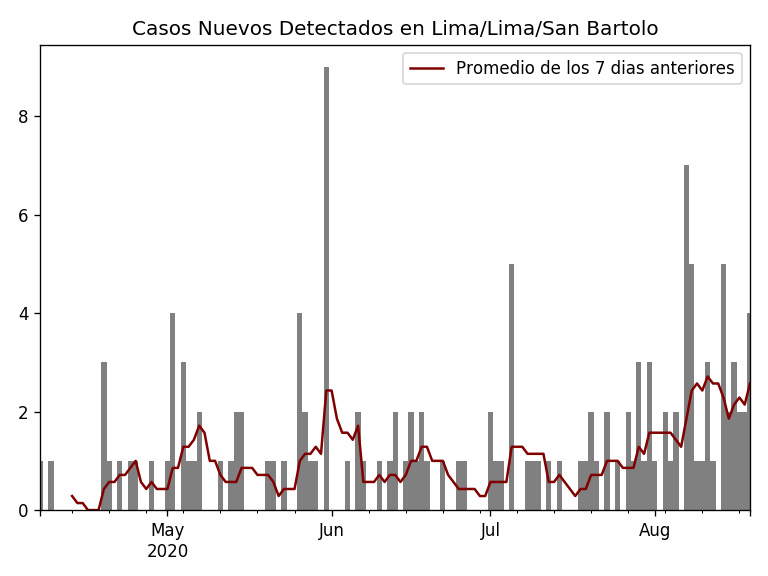 Casos Nuevos Detectados en Lima/Lima/San Bartolo
Promedio de los 7 dias anteriores
8
6
4
2
0
May Jun Jul Aug
2020